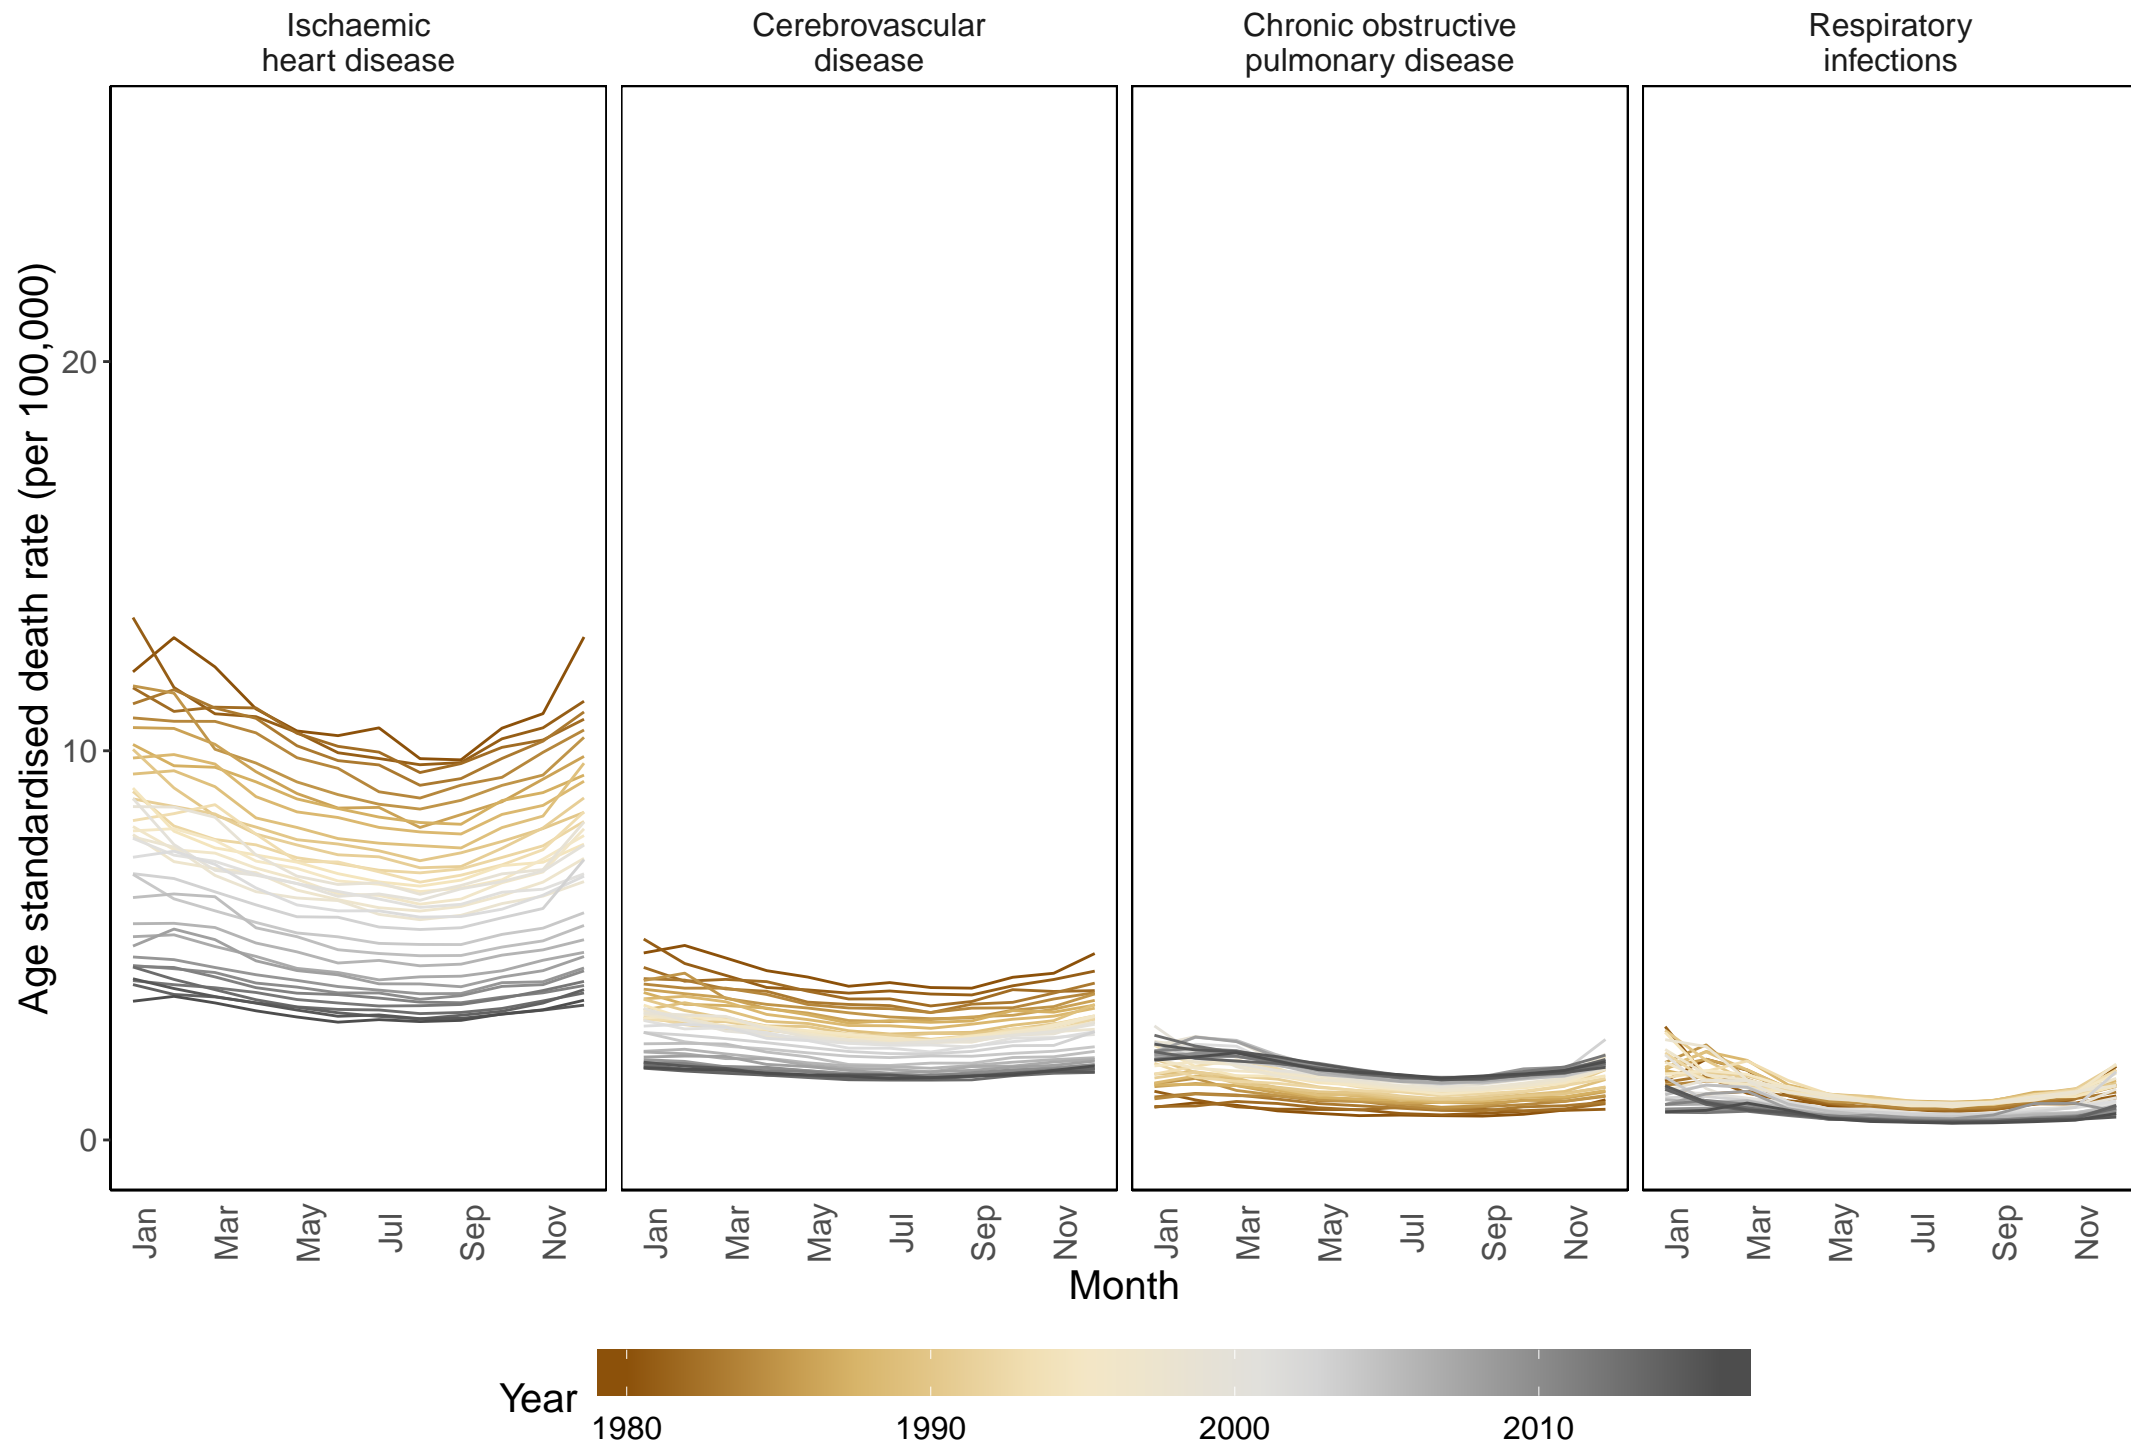 Ischaemic
heart disease
Cerebrovascular
disease
Chronic obstructive
pulmonary disease
Respiratory
infections
Age standardised death rate (per 100,000)
20
10
0
Jan Mar May Jul Sep Nov
Jan Mar May Jul Sep Nov
Jan Mar May Jul Sep Nov
Jan Mar May Jul Sep Nov
Month
Year
1980 1990 2000 2010